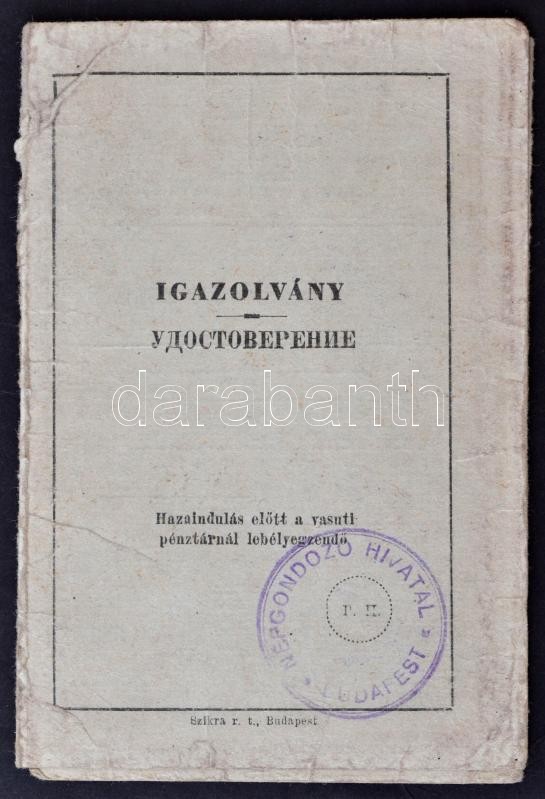 IGAZOLVÁNY
УДОСТОВЕРЕНИЕ
darabanth
Hazaindulás előtt a vasuti
pénztárnál lebélyegzendő
NÉPGONDOZÓ HIVATAL
P. H.
BUDAPEST
Szikra r. t., Budapest